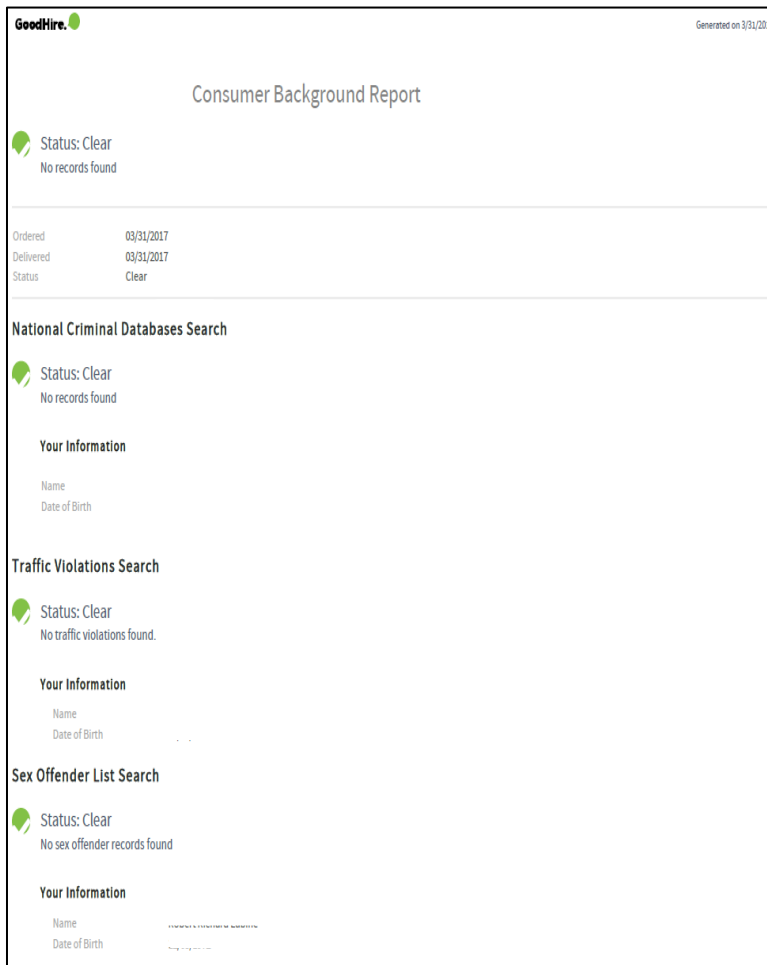 GoodHire.
Generated on 3/31/20
Consumer Background Report
Status: Clear
No records found
Ordered 03/31/2017
Delivered 03/31/2017
Status Clear
National Criminal Databases Search
Status: Clear
No records found
Your Information
Name
Date of Birth
Traffic Violations Search
Status: Clear
No traffic violations found.
Your Information
Name
Date of Birth
Sex Offender List Search
Status: Clear
No sex offender records found
Your Information
Name
Date of Birth